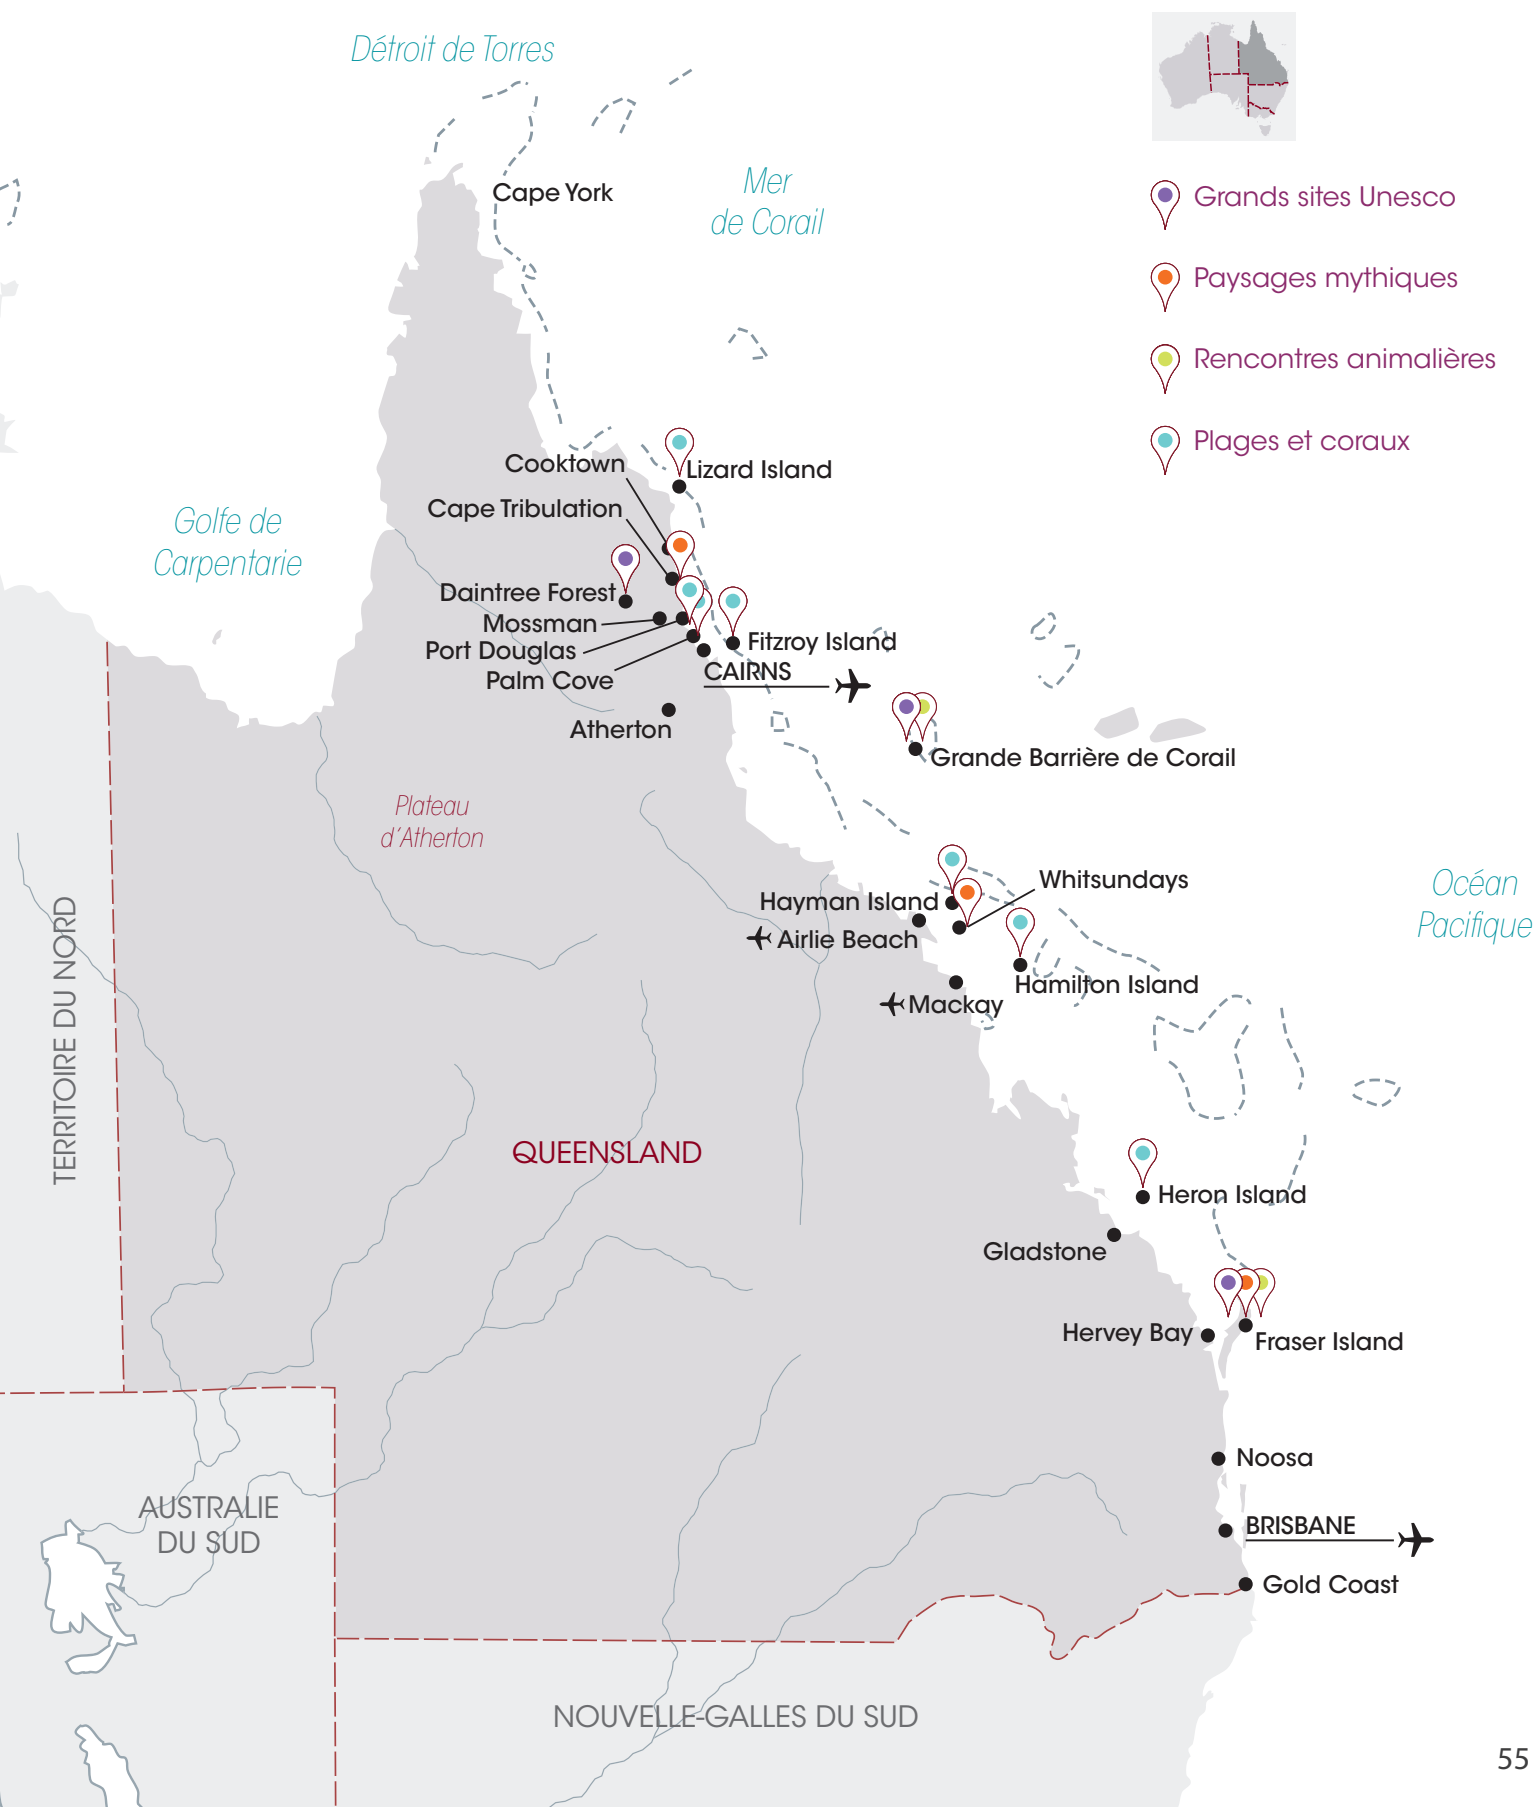 Détroit de Torres
Cape York
Mer
de Corail
Grands sites Unesco
Paysages mythiques
Rencontres animalières
Plages et coraux
Cooktown
Lizard Island
Cape Tribulation
Golfe de
Carpentarie
Daintree Forest
Mossman
Port Douglas
Fitzroy Island
Palm Cove
CAIRNS
Atherton
Grande Barrière de Corail
Plateau
d'Atherton
Whitsundays
Hayman Island
Airlie Beach
Océan
Pacifique
Hamilton Island
Mackay
TERRITOIRE DU NORD
QUEENSLAND
Heron Island
Gladstone
Hervey Bay
Fraser Island
Noosa
AUSTRALIE
DU SUD
BRISBANE
Gold Coast
NOUVELLE-GALLES DU SUD
55